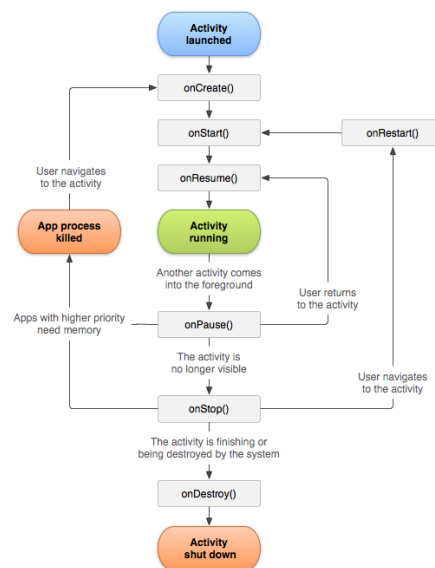 Activity
launched
onCreate()
onStart()
onRestart()
User navigates
to the activity
onResume()
App process
killed
Activity
running
Another activity comes
into the foreground
User returns
to the activity
Apps with higher priority
need memory
onPause()
The activity is
no longer visible
User navigates
to the activity
onStop()
The activity is finishing or
being destroyed by the system
onDestroy()
Activity
shut down